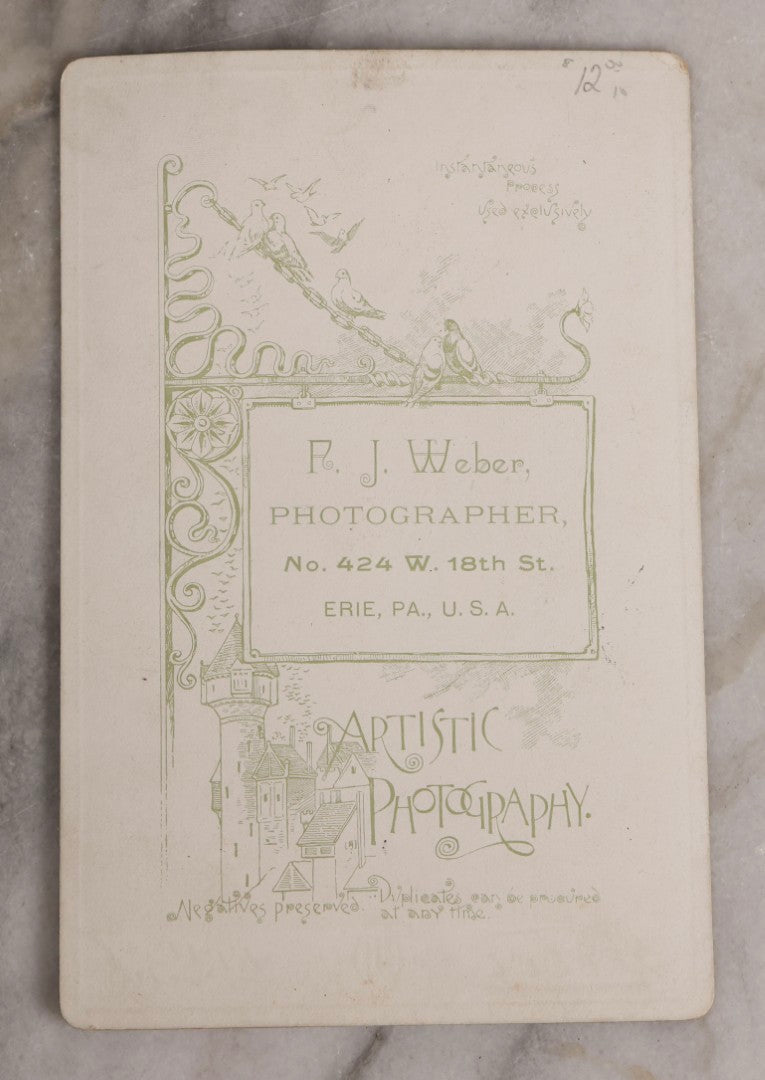 12
Instantaneous
Process
Used exclusively
A. J. Weber,
PHOTOGRAPHER,
No. 424 W. 18th St.
ERIE, PA., U. S. A.
ARTISTIC
PHOTOGRAPHY.
Negatives preserved. Duplicates can be procured
at any time.